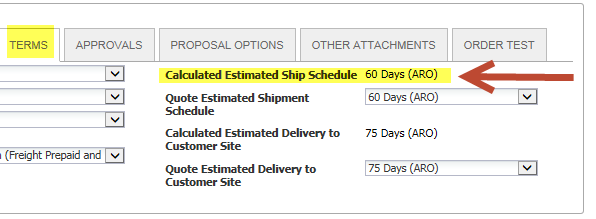 TERMS
APPROVALS
PROPOSAL OPTIONS
OTHER ATTACHMENTS
ORDER TEST
Calculated Estimated Ship Schedule 60 Days (ARO)
Quote Estimated Shipment
Schedule
60 Days (ARO)
Calculated Estimated Delivery to
Customer Site
75 Days (ARO)
(Freight Prepaid and
Quote Estimated Delivery to
Customer Site
75 Days (ARO)